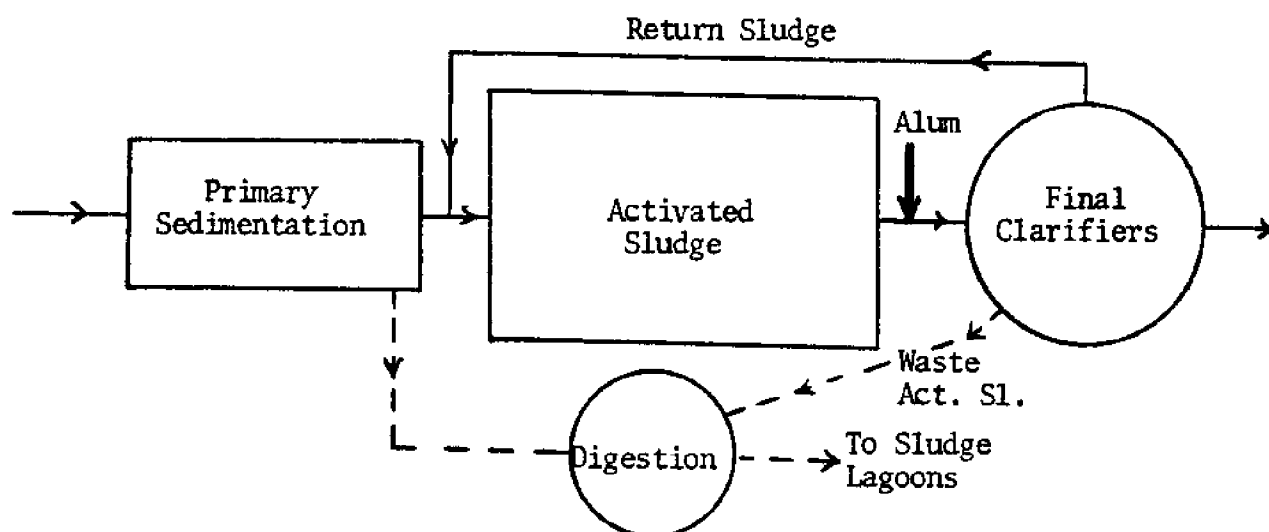 Return Sludge
Alum
Primary
Sedimentation
Activated
Sludge
Final
Clarifiers
Waste
Act. Sl.
Digestion
To Sludge
Lagoons